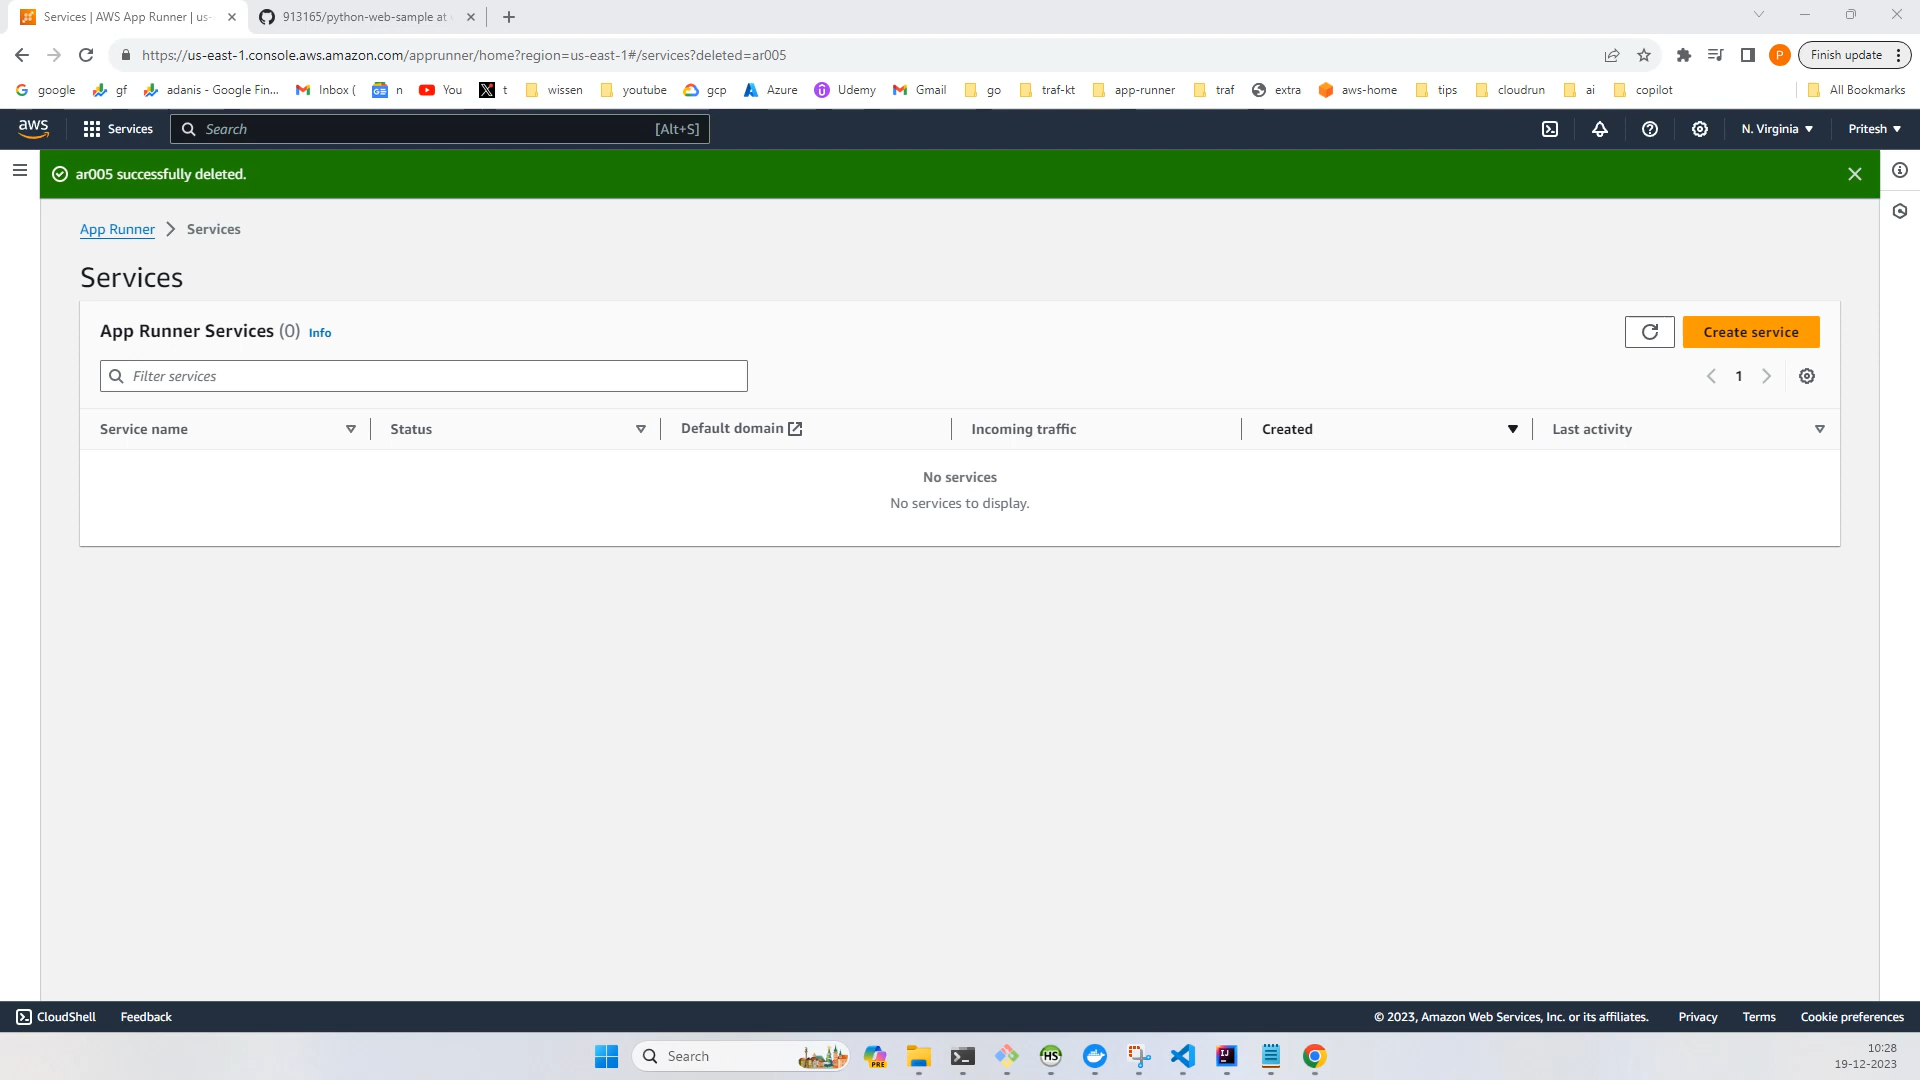 Services | AWS App Runner | us-
913165/python-web-sample at
https://us-east-1.console.aws.amazon.com/apprunner/home?region=us-east-1#/services?deleted=ar005
P
Finish update
google
gf
adanis - Google Fin...
Inbox (
n
You
t
wissen
youtube
gcp
Azure
Udemy
Gmail
go
traf-kt
app-runner
traf
extra
aws-home
tips
cloudrun
ai
copilot
All Bookmarks
aws
Services
Search
[Alt+S]
N. Virginia
Pritesh
ar005 successfully deleted.
App Runner
Services
Services
App Runner Services (0)
Info
Create service
Filter services
1
Service name
Status
Default domain
Incoming traffic
Created
Last activity
No services
No services to display.
CloudShell
Feedback
© 2023, Amazon Web Services, Inc. or its affiliates.
Privacy
Terms
Cookie preferences
Search
PRE
HS
IJ
10:28
19-12-2023